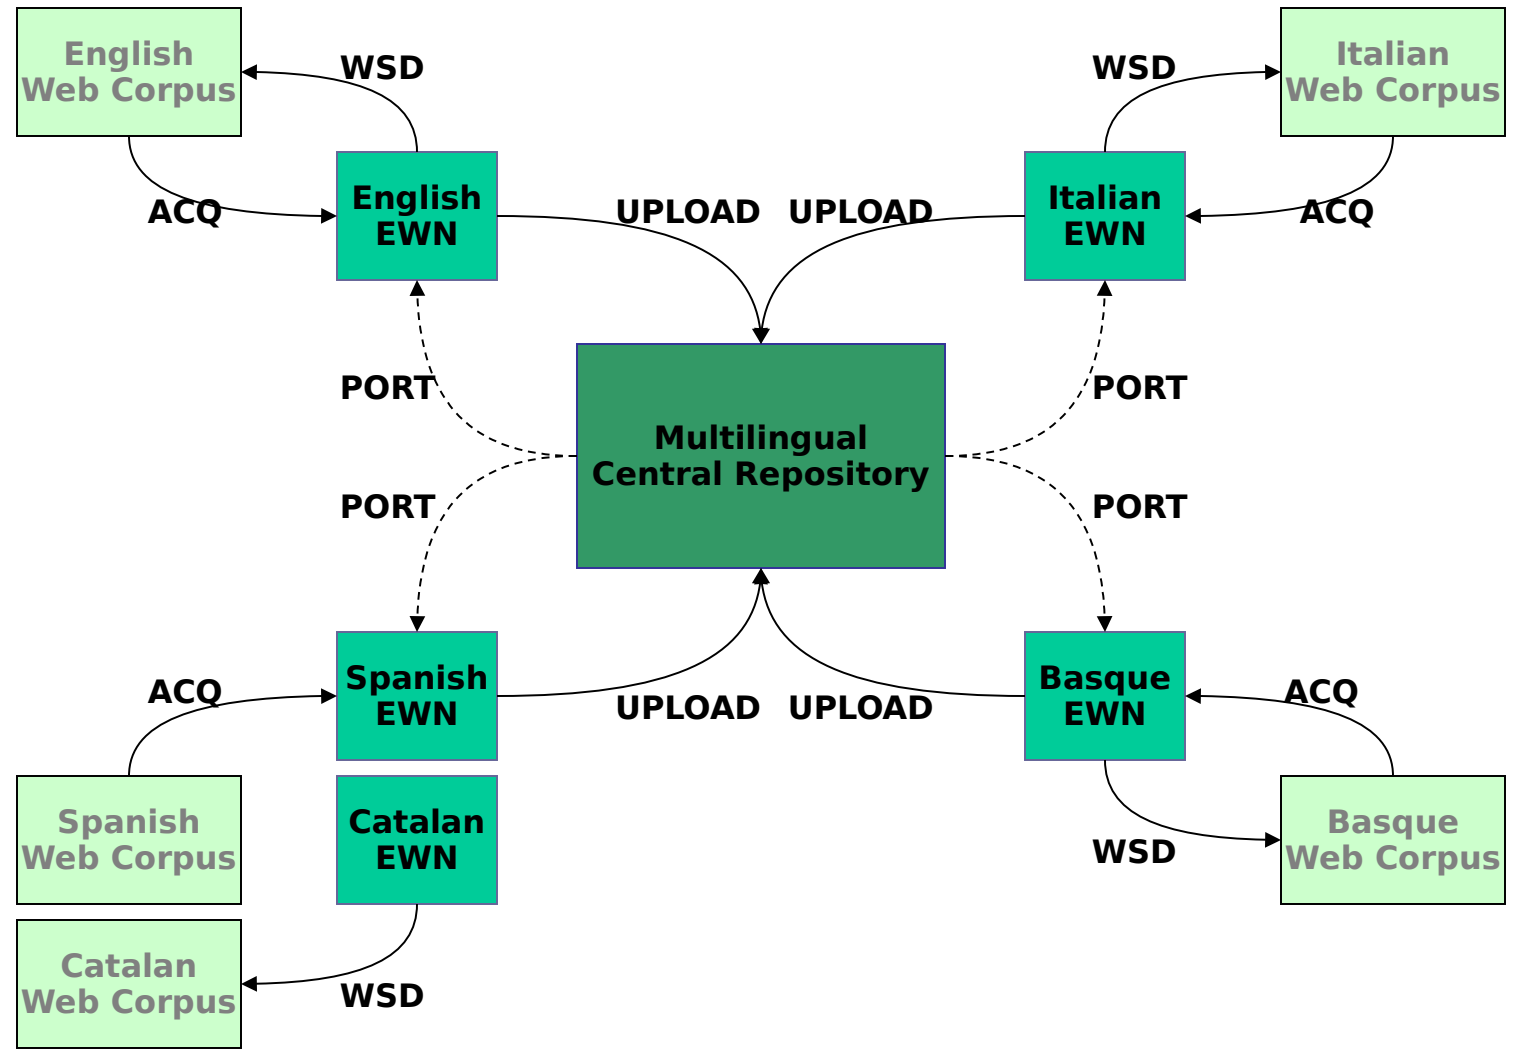 English
Web Corpus
WSD
WSD
Italian
Web Corpus
ACQ
English
EWN
UPLOAD
UPLOAD
Italian
EWN
ACQ
PORT
PORT
Multilingual
Central Repository
PORT
PORT
ACQ
Spanish
EWN
UPLOAD
UPLOAD
Basque
EWN
ACQ
Spanish
Web Corpus
Catalan
EWN
WSD
Basque
Web Corpus
Catalan
Web Corpus
WSD